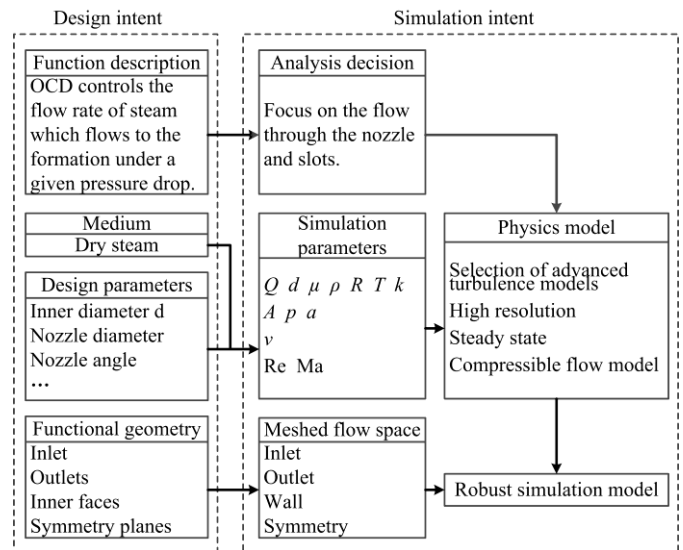 Design intent
Simulation intent
Function description
OCD controls the
flow rate of steam
which flows to the
formation under a
given pressure drop.
Analysis decision
Focus on the flow
through the nozzle
and slots.
Medium
Dry steam
Design parameters
Inner diameter d
Nozzle diameter
Nozzle angle
...
Simulation
parameters
Q d μ ρ R T k
A p a
v
Re Ma
Physics model
Selection of advanced
turbulence models
High resolution
Steady state
Compressible flow model
Functional geometry
Inlet
Outlets
Inner faces
Symmetry planes
Meshed flow space
Inlet
Outlet
Wall
Symmetry
Robust simulation model